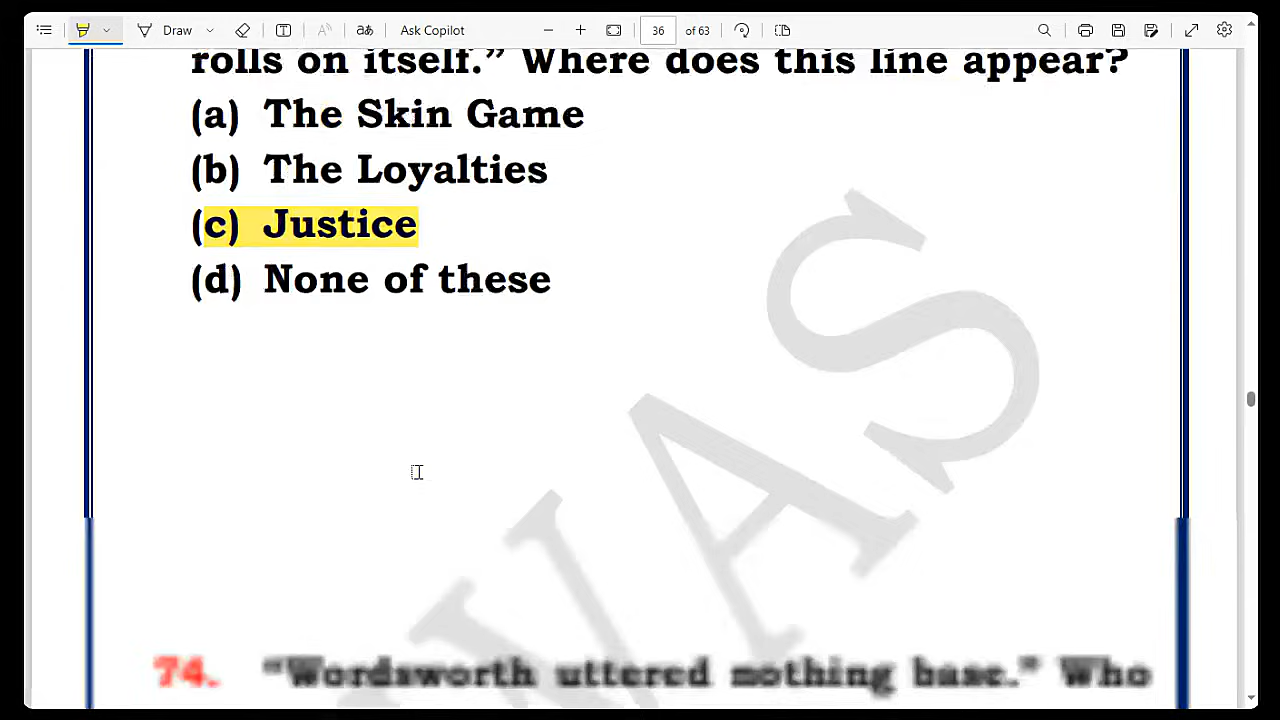 Draw
Ask Copilot
36 of 63
rolls on itself.” Where does this line appear?
(a) The Skin Game
(b) The Loyalties
(c) Justice
(d) None of these
VAS
74. “Wordsworth uttered nothing base.” Who